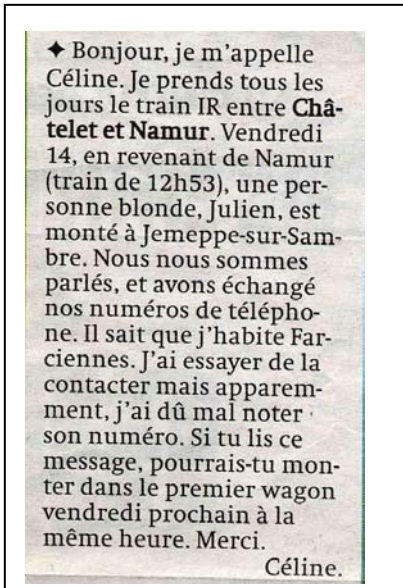 ✦ Bonjour, je m'appelle
Céline. Je prends tous les
jours le train IR entre Châ-
telet et Namur. Vendredi
14, en revenant de Namur
(train de 12h53), une per-
sonne blonde, Julien, est
monté à Jemeppe-sur-Sam-
bre. Nous nous sommes
parlés, et avons échangé
nos numéros de télépho-
ne. Il sait que j'habite Far-
ciennes. J'ai essayer de la
contacter mais apparem-
ment, j'ai dû mal noter
son numéro. Si tu lis ce
message, pourrais-tu mon-
ter dans le premier wagon
vendredi prochain à la
même heure. Merci.
Céline.